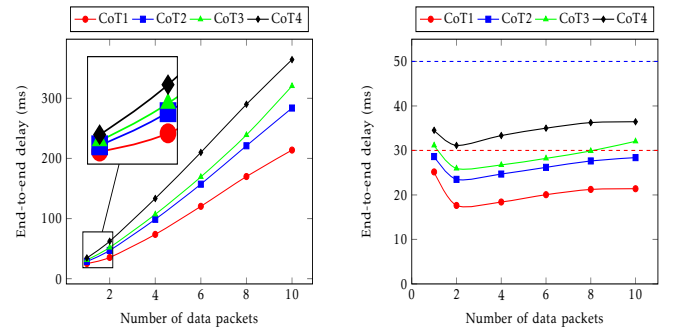 CoT1 CoT2 CoT3 CoT4
End-to-end delay (ms)
300
200
100
0
2 4 6 8 10
Number of data packets
CoT1 CoT2 CoT3 CoT4
End-to-end delay (ms)
50
40
30
20
10
0
0 2 4 6 8 10
Number of data packets